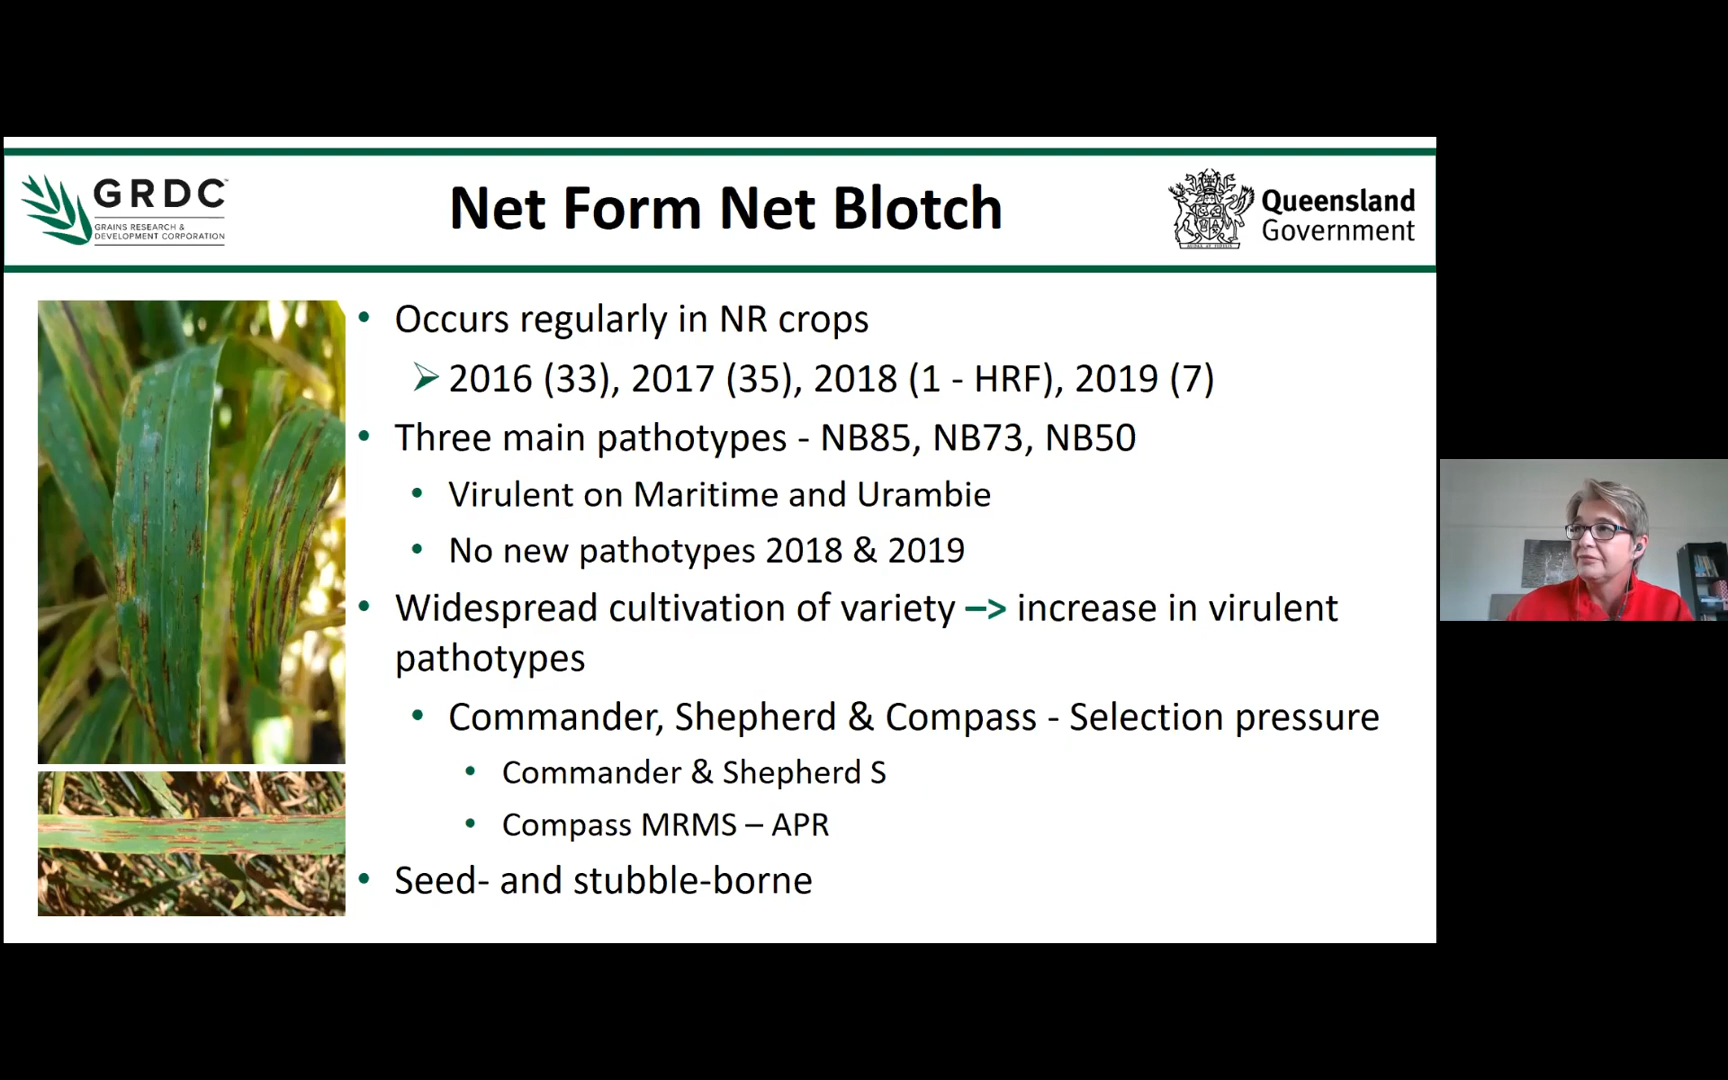 GRDC™
GRAINS RESEARCH &
DEVELOPMENT CORPORATION
Net Form Net Blotch
Queensland
Government
• Occurs regularly in NR crops
➢ 2016 (33), 2017 (35), 2018 (1 - HRF), 2019 (7)
• Three main pathotypes - NB85, NB73, NB50
• Virulent on Maritime and Urambie
• No new pathotypes 2018 & 2019
• Widespread cultivation of variety –> increase in virulent
pathotypes
• Commander, Shepherd & Compass - Selection pressure
• Commander & Shepherd S
• Compass MRMS – APR
• Seed- and stubble-borne